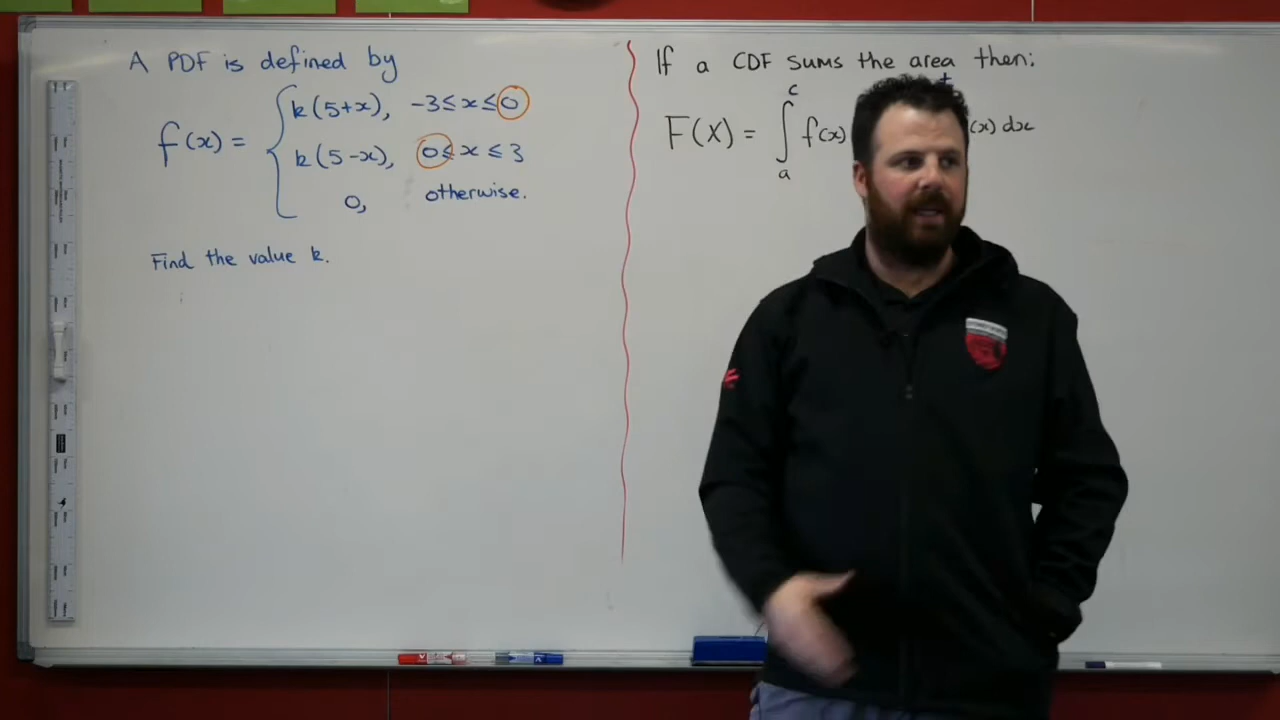 A PDF is defined by
f(x) = { k(5+x), -3≤x≤0
k(5-x), 0≤x≤3
0, otherwise.
Find the value k.
If a CDF sums the area then:
F(X) = ∫ₐᶜ f(x) (x) dx